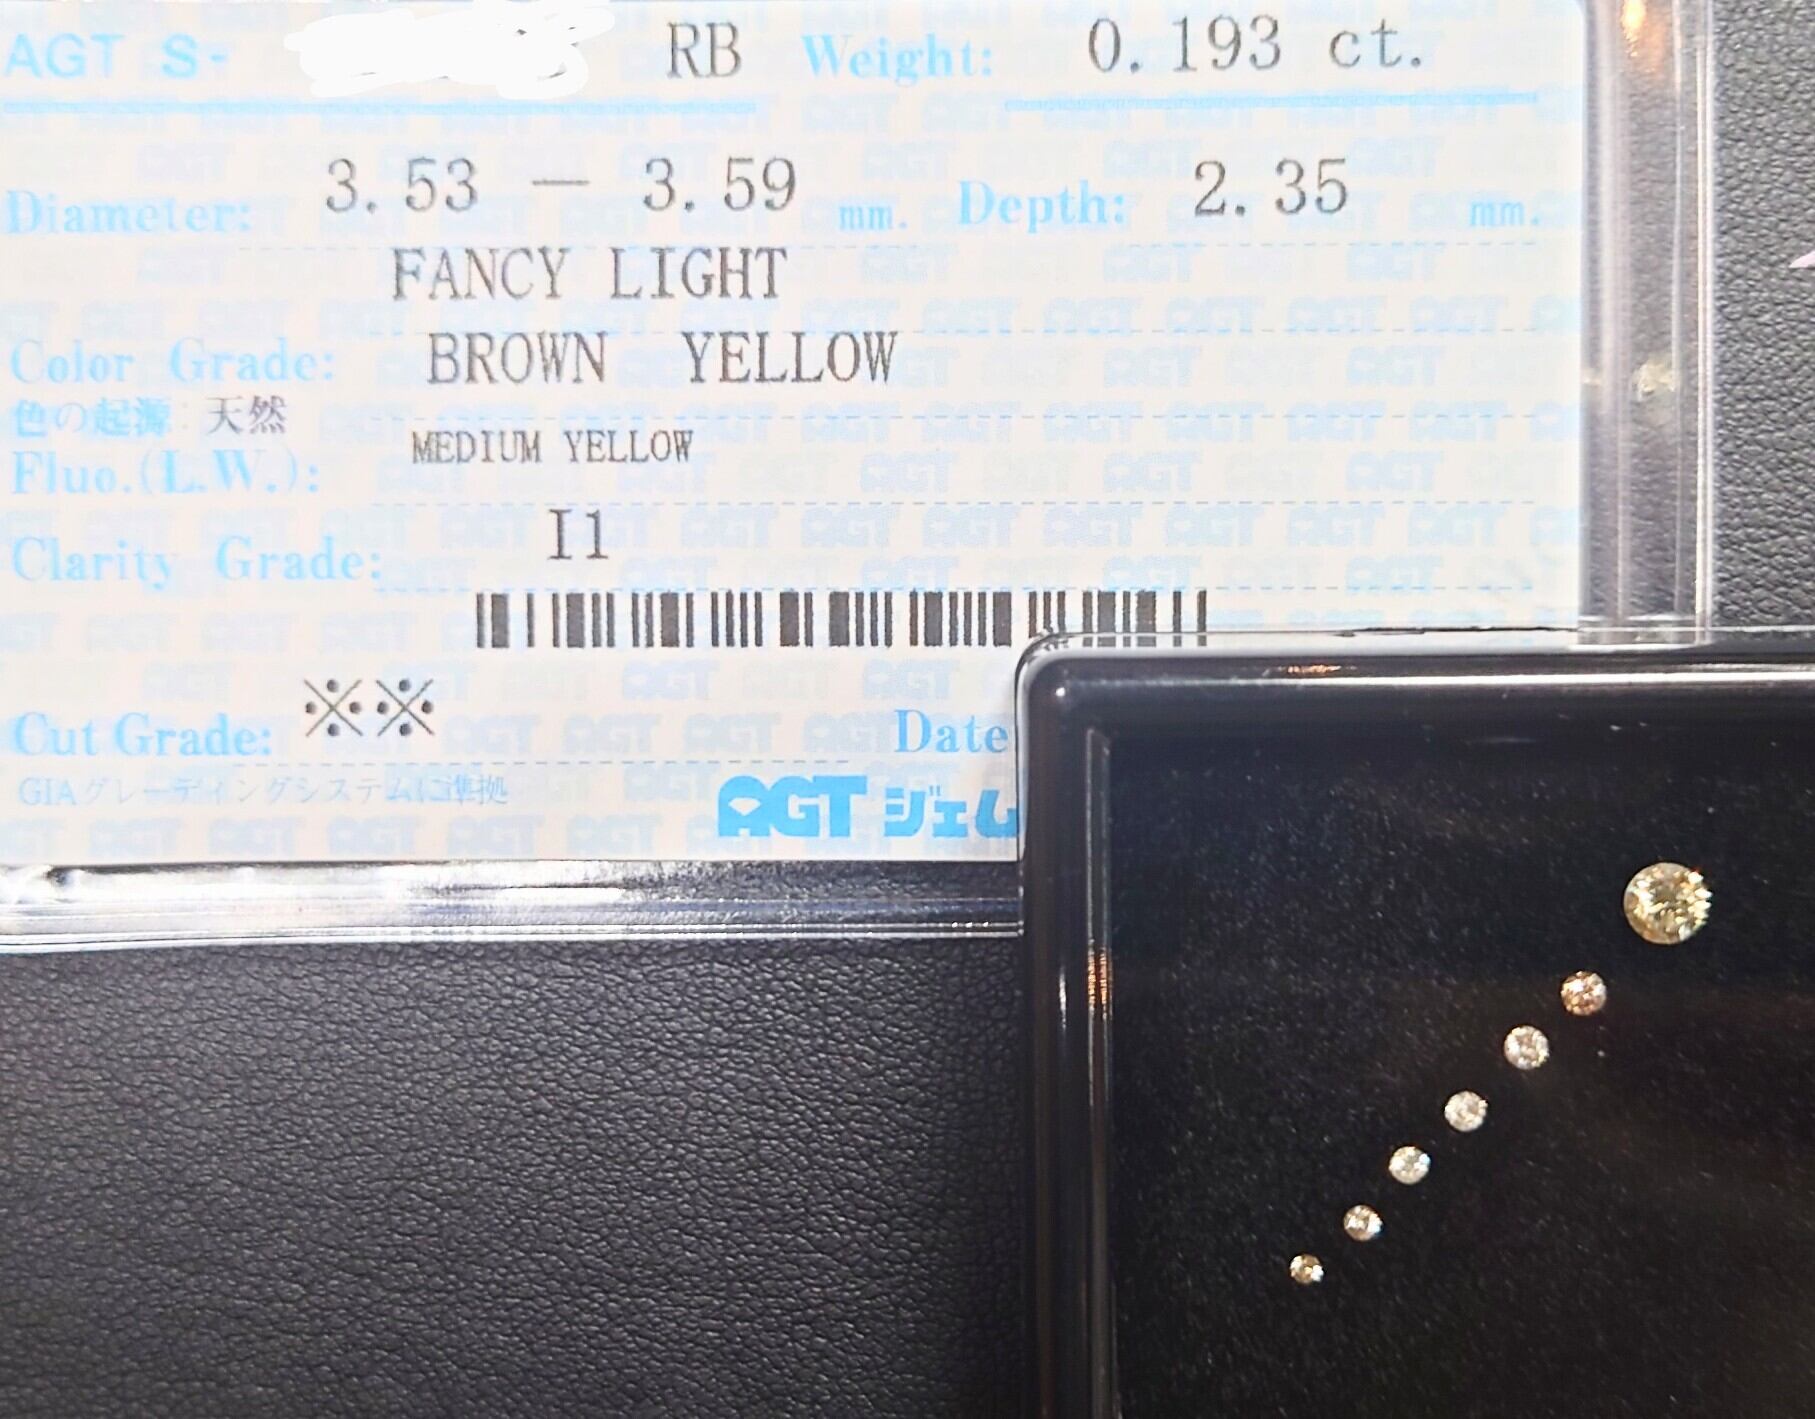 AGT S- RB Weight: 0.193 ct.
Diameter: 3.53 — 3.59 mm. Depth: 2.35 mm.
FANCY LIGHT
Color Grade: BROWN YELLOW
色の起源:天然
Fluo.(L.W.): MEDIUM YELLOW
Clarity Grade: I1
Cut Grade: ※※ Date
GIAグレーディングシステムに準拠
AGT ジェム